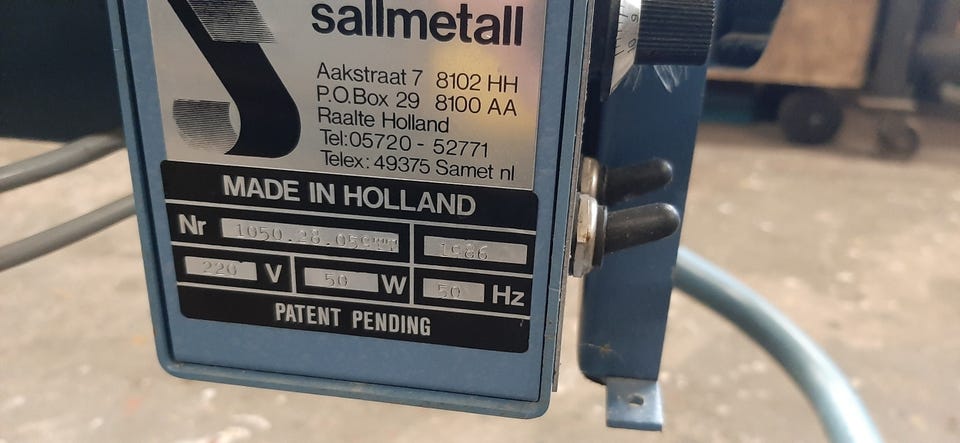 sallmetall
Aakstraat 7 8102 HH
P.O.Box 29 8100 AA
Raalte Holland
Tel:05720 - 52771
Telex: 49375 Samet nl
MADE IN HOLLAND
Nr 1986
220 V 50 W 50 Hz
PATENT PENDING